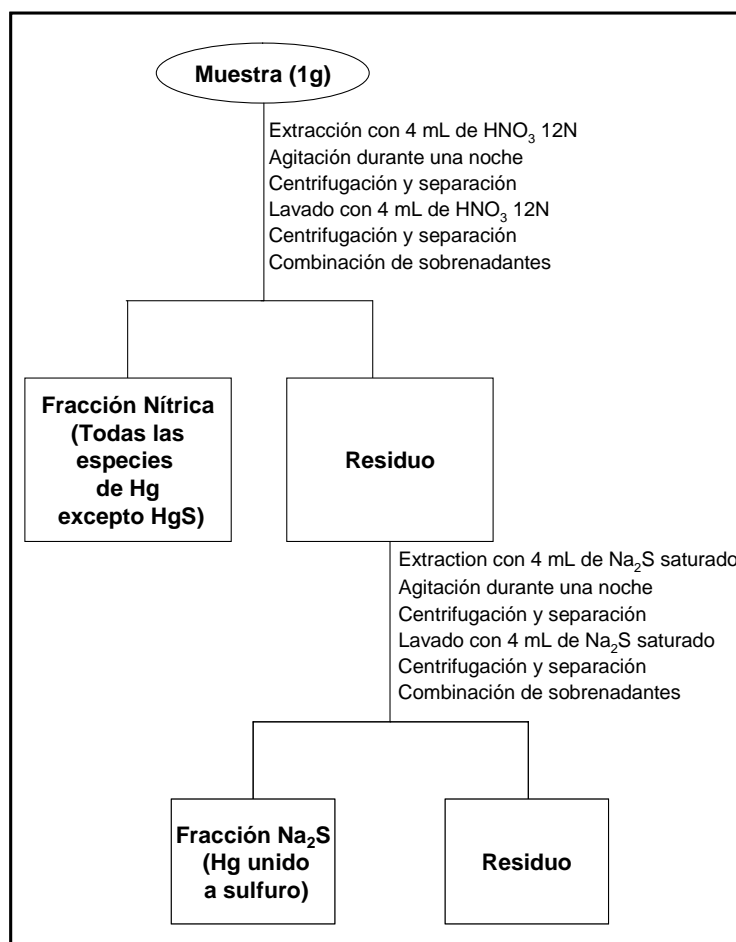 Muestra (1g)
Extracción con 4 mL de HNO₃ 12N
Agitación durante una noche
Centrifugación y separación
Lavado con 4 mL de HNO₃ 12N
Centrifugación y separación
Combinación de sobrenadantes
Fracción Nítrica
(Todas las
especies
de Hg
excepto HgS)
Residuo
Extraction con 4 mL de Na₂S saturado
Agitación durante una noche
Centrifugación y separación
Lavado con 4 mL de Na₂S saturado
Centrifugación y separación
Combinación de sobrenadantes
Fracción Na₂S
(Hg unido
a sulfuro)
Residuo